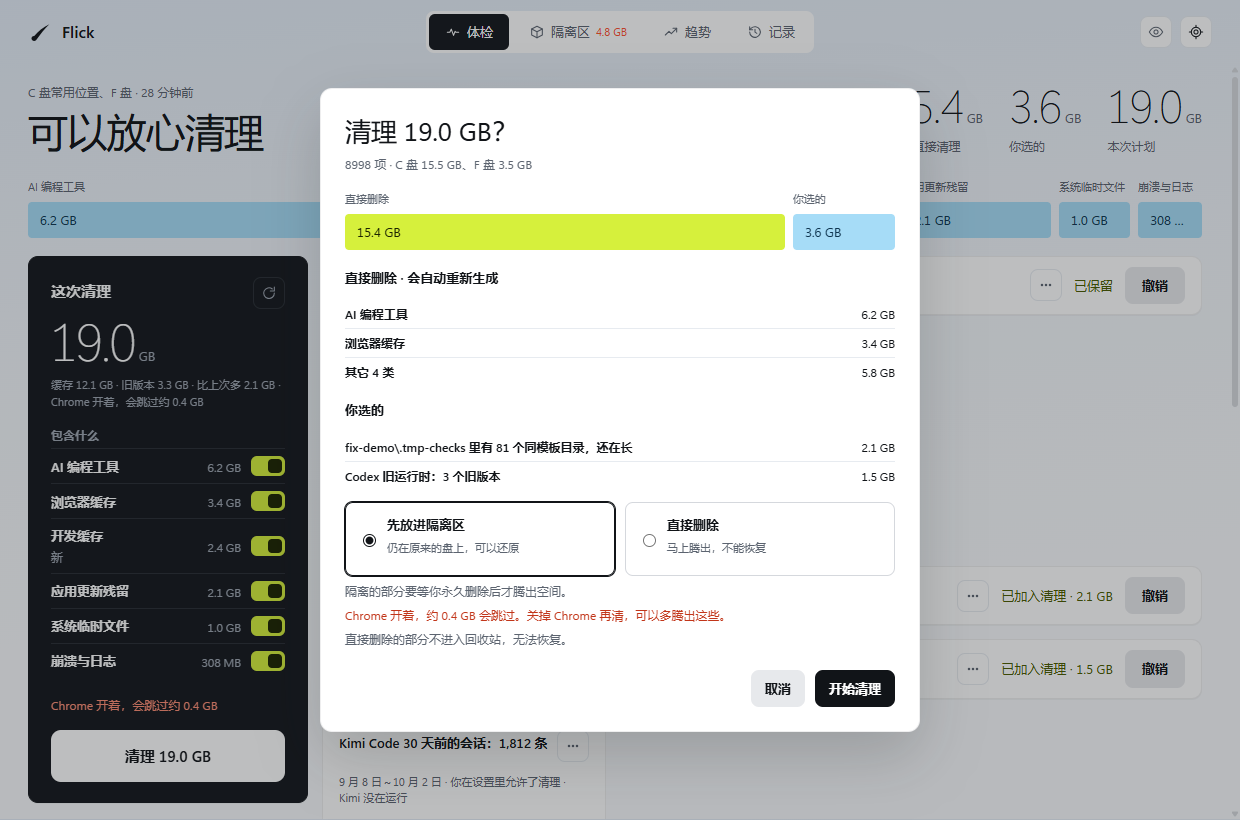 Flick
体检
隔离区 4.8 GB
趋势
记录
C 盘常用位置、F 盘 · 28 分钟前
可以放心清理
5.4 GB
直接清理
3.6 GB
你选的
19.0 GB
本次计划
AI 编程工具
6.2 GB
更新残留
.1 GB
系统临时文件
1.0 GB
崩溃与日志
308 ...
这次清理
19.0 GB
缓存 12.1 GB · 旧版本 3.3 GB · 比上次多 2.1 GB ·
Chrome 开着，会跳过约 0.4 GB
包含什么
AI 编程工具 6.2 GB
浏览器缓存 3.4 GB
开发缓存 2.4 GB
新
应用更新残留 2.1 GB
系统临时文件 1.0 GB
崩溃与日志 308 MB
Chrome 开着，会跳过约 0.4 GB
清理 19.0 GB
清理 19.0 GB？
8998 项 · C 盘 15.5 GB、F 盘 3.5 GB
直接删除
你选的
15.4 GB
3.6 GB
直接删除 · 会自动重新生成
AI 编程工具 6.2 GB
浏览器缓存 3.4 GB
其它 4 类 5.8 GB
你选的
fix-demo\.tmp-checks 里有 81 个同模板目录，还在长 2.1 GB
Codex 旧运行时：3 个旧版本 1.5 GB
先放进隔离区
仍在原来的盘上，可以还原
直接删除
马上腾出，不能恢复
隔离的部分要等你永久删除后才腾出空间。
Chrome 开着，约 0.4 GB 会跳过。关掉 Chrome 再清，可以多腾出这些。
直接删除的部分不进入回收站，无法恢复。
取消
开始清理
... 已保留 撤销
... 已加入清理 · 2.1 GB 撤销
... 已加入清理 · 1.5 GB 撤销
Kimi Code 30 天前的会话：1,812 条 ...
9 月 8 日 ~ 10 月 2 日 · 你在设置里允许了清理 ·
Kimi 没在运行